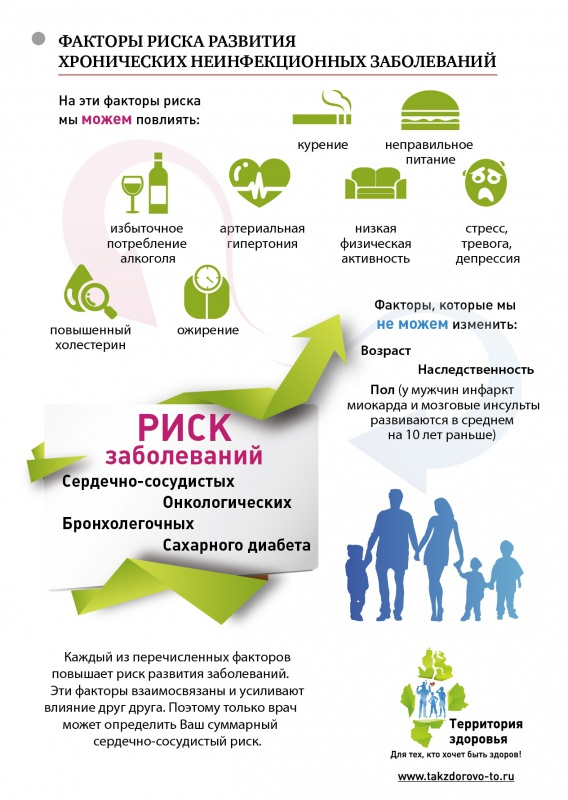 ФАКТОРЫ РИСКА РАЗВИТИЯ
ХРОНИЧЕСКИХ НЕИНФЕКЦИОННЫХ ЗАБОЛЕВАНИЙ
На эти факторы риска
мы можем повлиять:
курение
неправильное
питание
избыточное
потребление
алкоголя
артериальная
гипертония
низкая
физическая
активность
стресс,
тревога,
депрессия
повышенный
холестерин
ожирение
Факторы, которые мы
не можем изменить:
Возраст
Наследственность
Пол (у мужчин инфаркт
миокарда и мозговые инсульты
развиваются в среднем
на 10 лет раньше)
РИСК
заболеваний
Сердечно-сосудистых
Онкологических
Бронхолегочных
Сахарного диабета
Каждый из перечисленных факторов
повышает риск развития заболеваний.
Эти факторы взаимосвязаны и усиливают
влияние друг друга. Поэтому только врач
может определить Ваш суммарный
сердечно-сосудистый риск.
Территория
здоровья
Для тех, кто хочет быть здоров!
www.takzdorovo-to.ru